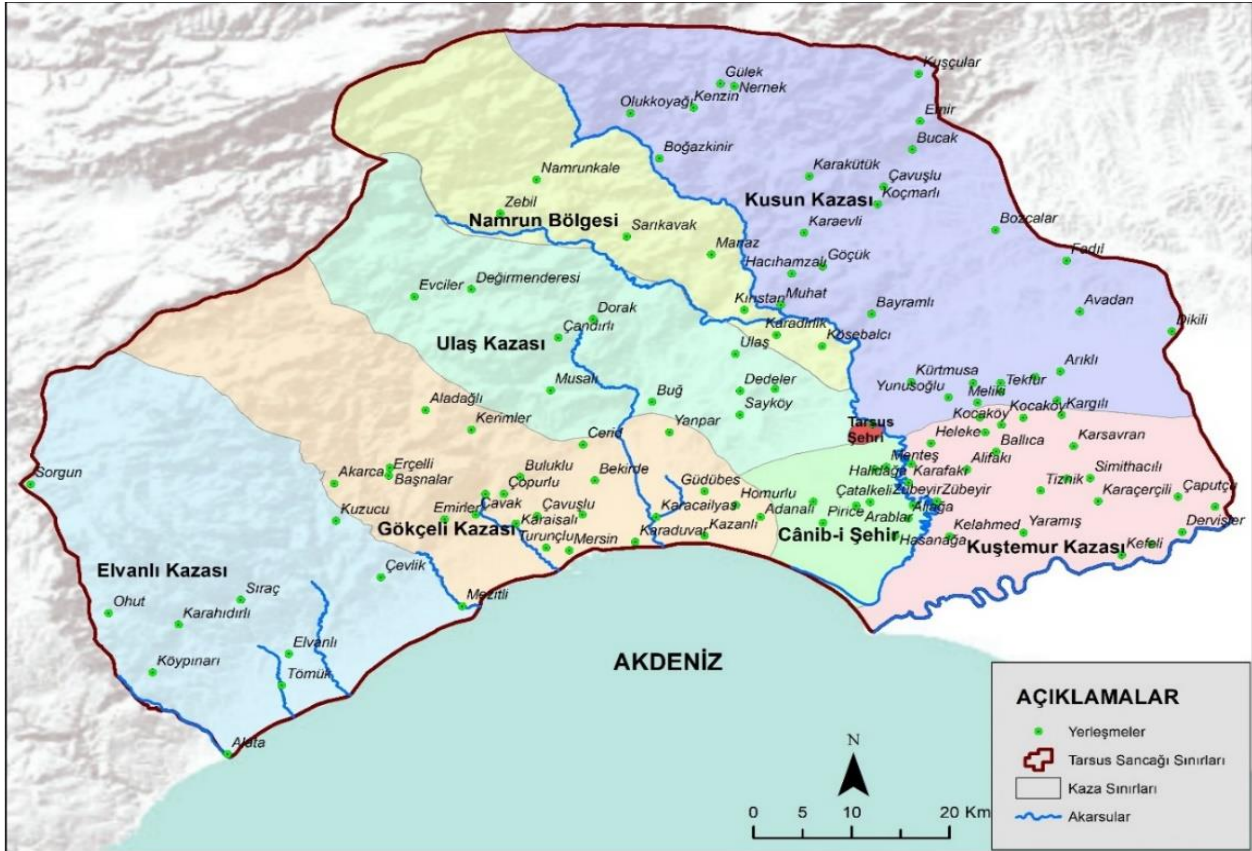 Kuşçular
Gülek
Nernek
Kenzin
Olukkoyağı
Emir
Bucak
Boğazkinir
Namrunkale
Karakütük
Çavuşlu
Koçmarlı
Kusun Kazası
Zebil
Namrun Bölgesi
Sarıkavak
Karaevli
Bozcalar
Manaz
Fadıl
Hacıhamzalı
Göçük
Değirmenderesi
Evciler
Kırıstan
Muhat
Bayramlı
Avadan
Dorak
Dikili
Çandırlı
Karadirlik
Kösebalcı
Ulaş Kazası
Ulaş
Arıklı
Kürtmusa
Tekfur
Yunusoğlu
Meliki
Musalı
Dedeler
Buğ
Sayköy
Kargılı
Aladağlı
Kocaköy
Kocaköy
Kerimler
Yanpar
Tarsus
Şehri
Heleke
Ballıca
Karsavran
Cerid
Menteş
Alifakı
Halidağa
Karafakı
Erçelli
Sorgun
Akarca
Başnalar
Buluklu
Bekirde
Simithacılı
Tiznik
Çopurlu
Güdübes
Homurlu
Çatalkeli
Zübeyir
Zübeyir
Karaçerçili
Çaputçu
Kuzucu
Emirler
Çavak
Çavuşlu
Karacailyas
Adanalı
Pirice
Arablar
Aliağa
Gökçeli Kazası
Karaisalı
Kazanlı
Cânib-i Şehir
Hasanağa
Kelahmed
Yaramış
Dervişler
Turunçlu
Mersin
Karaduvar
Kuştemur Kazası
Kefeli
Elvanlı Kazası
Çevlik
Sıraç
Mezitli
Ohut
Karahıdırlı
Elvanlı
Köypınarı
Tömük
AKDENİZ
Alata
AÇIKLAMALAR
Yerleşmeler
Tarsus Sancağı Sınırları
Kaza Sınırları
Akarsular
N
0 5 10 20 Km